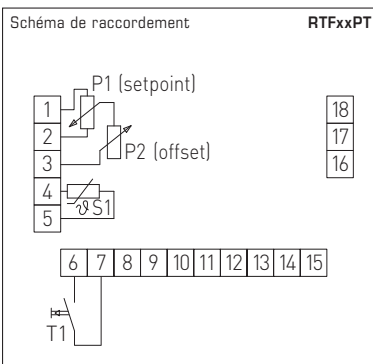 Schéma de raccordement RTFxxPT
P1 (setpoint)
1
18
2
17
P2 (offset)
3
16
4
ϑ S1
5
6 7 8 9 10 11 12 13 14 15
T1